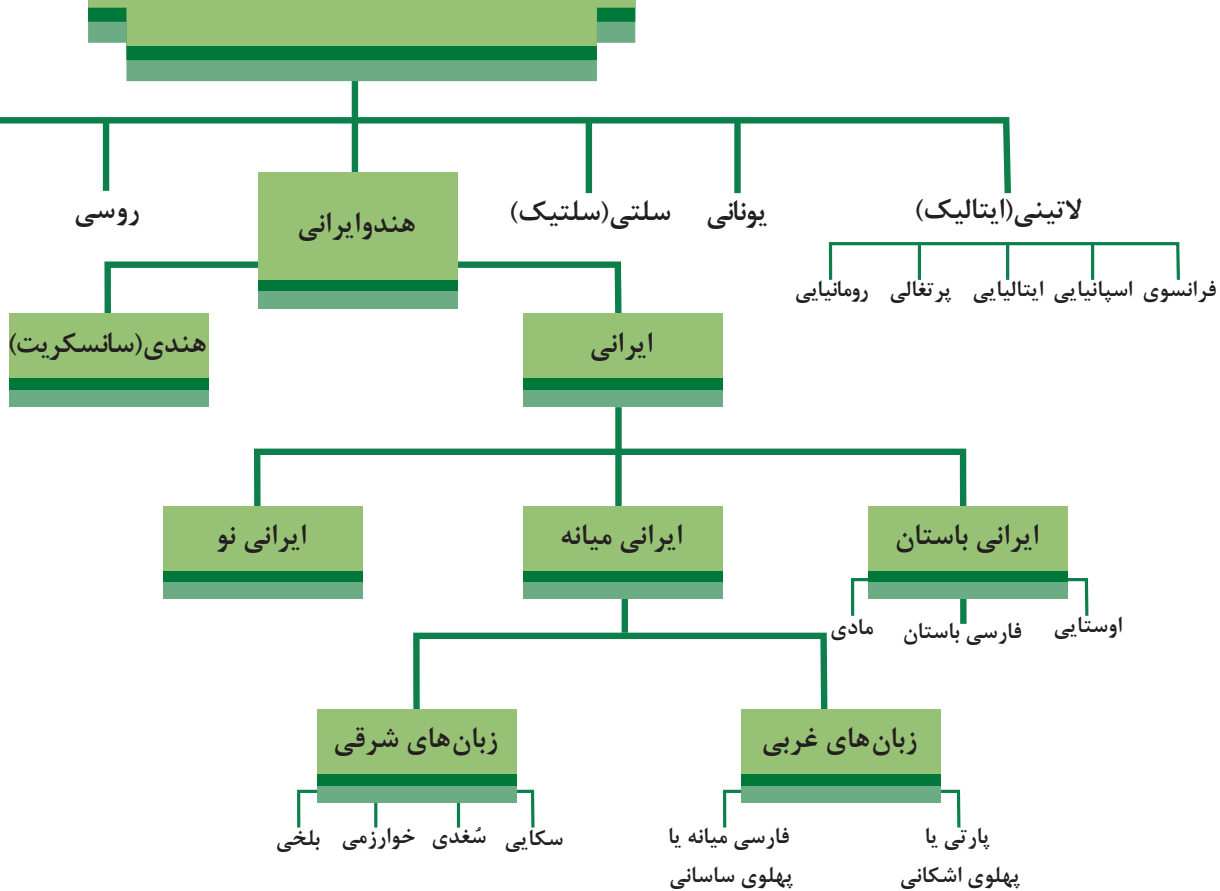 لاتینی(ایتالیک)
یونانی
سلتی(سلتیک)
هندوایرانی
روسی
فرانسوی
اسپانیایی
ایتالیایی
پرتغالی
رومانیایی
ایرانی
هندی(سانسکریت)
ایرانی باستان
ایرانی میانه
ایرانی نو
اوستایی
فارسی باستان
مادی
زبان‌های غربی
زبان‌های شرقی
پارتی یا
پهلوی اشکانی
فارسی میانه یا
پهلوی ساسانی
سکایی
سُغدی
خوارزمی
بلخی